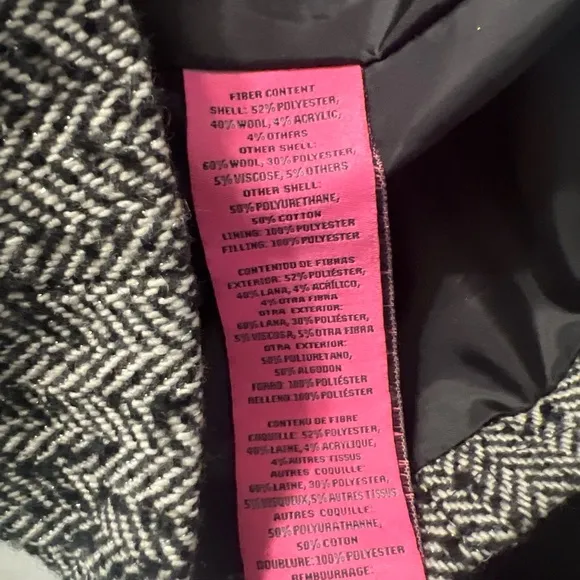 FIBER CONTENT
SHELL: 52% POLYESTER,
40% WOOL, 4% ACRYLIC,
4% OTHERS
OTHER SHELL:
60% WOOL, 30% POLYESTER,
5% VISCOSE, 5% OTHERS
OTHER SHELL:
50% POLYURETHANE,
50% COTTON
LINING: 100% POLYESTER
FILLING: 100% POLYESTER
CONTENIDO DE FIBRAS
EXTERIOR: 52% POLIÉSTER,
40% LANA, 4% ACRÍLICO,
4% OTRA FIBRA
OTRA EXTERIOR:
60% LANA, 30% POLIÉSTER,
5% VISCOSA, 5% OTRA FIBRA
OTRA EXTERIOR:
50% POLIURETANO,
50% ALGODON
FORRO: 100% POLIÉSTER
RELLENO: 100% POLIÉSTER
CONTENU DE FIBRE
COQUILLE: 52% POLYESTER,
40% LAINE, 4% ACRYLIQUE,
4% AUTRES TISSUS
AUTRES COQUILLE:
60% LAINE, 30% POLYESTER,
5% VISQUEUX, 5% AUTRES TISSUS
AUTRES COQUILLE:
50% POLYURATHANNE,
50% COTON
DOUBLURE: 100% POLYESTER
REMBOURRAGE: